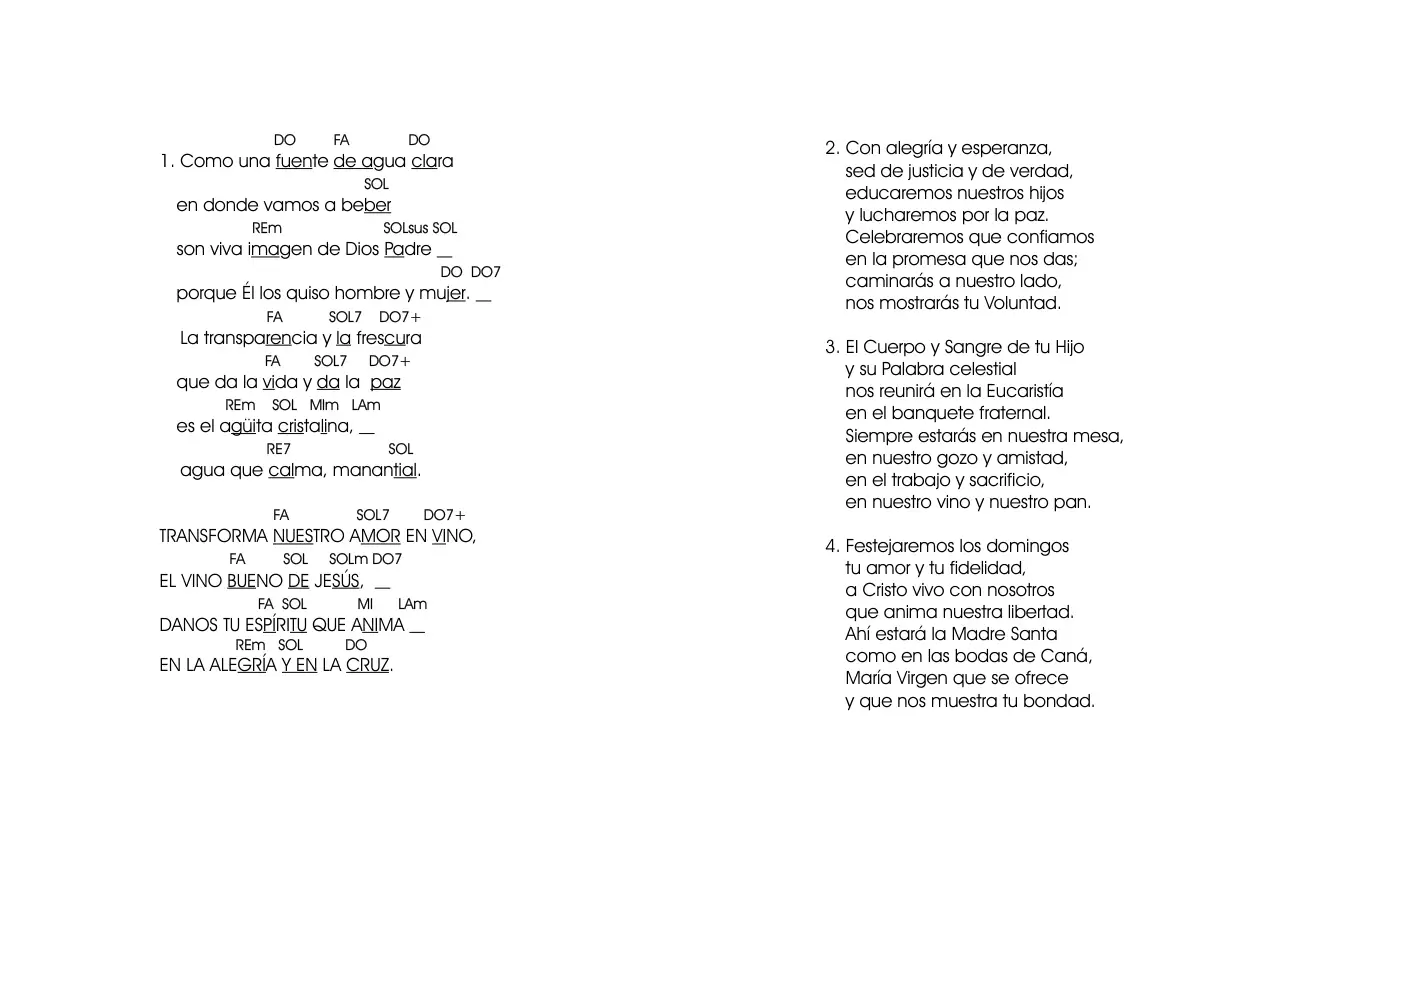 DO FA DO
1. Como una fuente de agua clara
SOL
en donde vamos a beber
REm SOLsus SOL
son viva imagen de Dios Padre __
DO DO7
porque Él los quiso hombre y mujer. __
FA SOL7 DO7+
La transparencia y la frescura
FA SOL7 DO7+
que da la vida y da la paz
REm SOL MIm LAm
es el agüita cristalina, __
RE7 SOL
agua que calma, manantial.
FA SOL7 DO7+
TRANSFORMA NUESTRO AMOR EN VINO,
FA SOL SOLm DO7
EL VINO BUENO DE JESÚS, __
FA SOL MI LAm
DANOS TU ESPÍRITU QUE ANIMA __
REm SOL DO
EN LA ALEGRÍA Y EN LA CRUZ.
2. Con alegría y esperanza,
sed de justicia y de verdad,
educaremos nuestros hijos
y lucharemos por la paz.
Celebraremos que confiamos
en la promesa que nos das;
caminarás a nuestro lado,
nos mostrarás tu Voluntad.
3. El Cuerpo y Sangre de tu Hijo
y su Palabra celestial
nos reunirá en la Eucaristía
en el banquete fraternal.
Siempre estarás en nuestra mesa,
en nuestro gozo y amistad,
en el trabajo y sacrificio,
en nuestro vino y nuestro pan.
4. Festejaremos los domingos
tu amor y tu fidelidad,
a Cristo vivo con nosotros
que anima nuestra libertad.
Ahí estará la Madre Santa
como en las bodas de Caná,
María Virgen que se ofrece
y que nos muestra tu bondad.